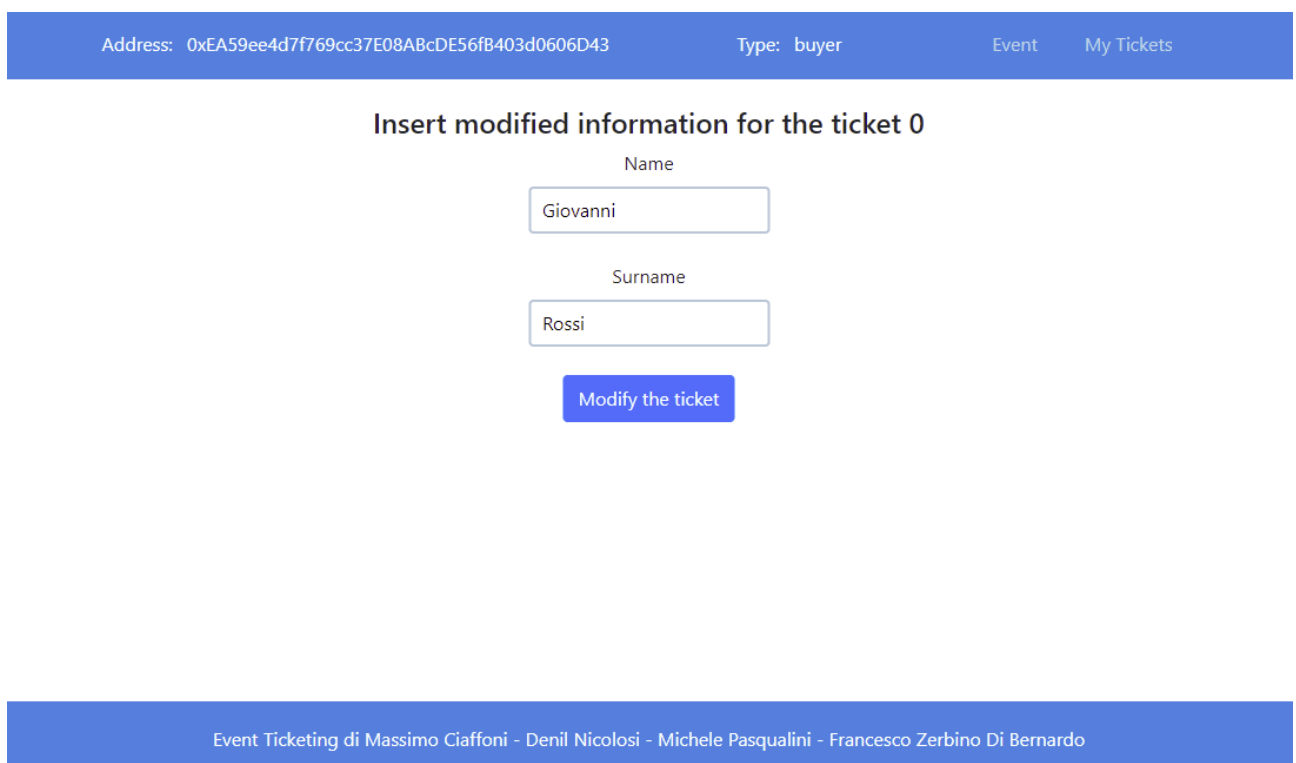 Address: 0xEA59ee4d7f769cc37E08ABcDE56fB403d0606D43 Type: buyer Event My Tickets
Insert modified information for the ticket 0
Name
Giovanni
Surname
Rossi
Modify the ticket
Event Ticketing di Massimo Ciaffoni - Denil Nicolosi - Michele Pasqualini - Francesco Zerbino Di Bernardo